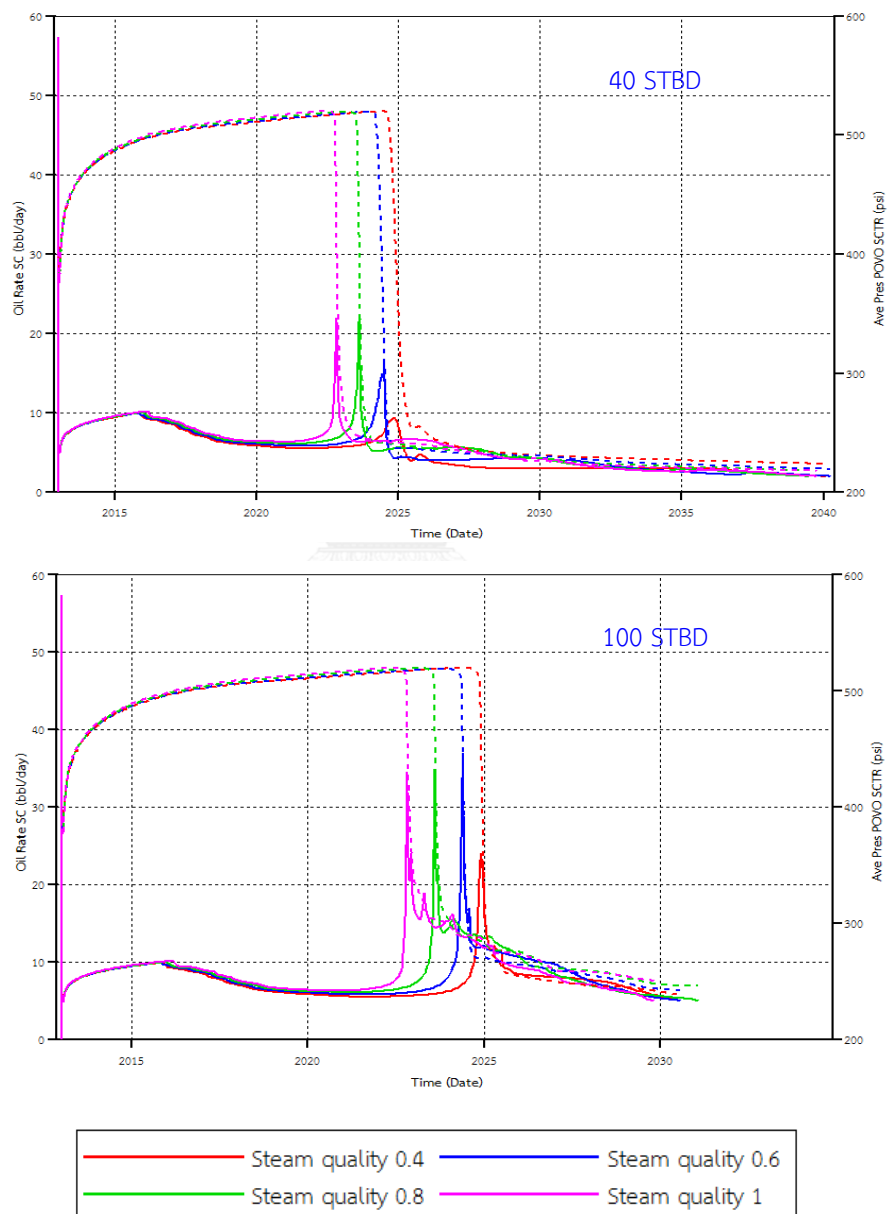 60
600
40 STBD
50
500
40
Oil Rate SC (bbl/day)
30
400
Ave Pres POVO SCTR (psi)
20
300
10
0
200
2015
2020
2025
2030
2035
2040
Time (Date)
60
600
100 STBD
50
500
40
Oil Rate SC (bbl/day)
30
400
Ave Pres POVO SCTR (psi)
20
300
10
0
200
2015
2020
2025
2030
Time (Date)
Steam quality 0.4
Steam quality 0.6
Steam quality 0.8
Steam quality 1